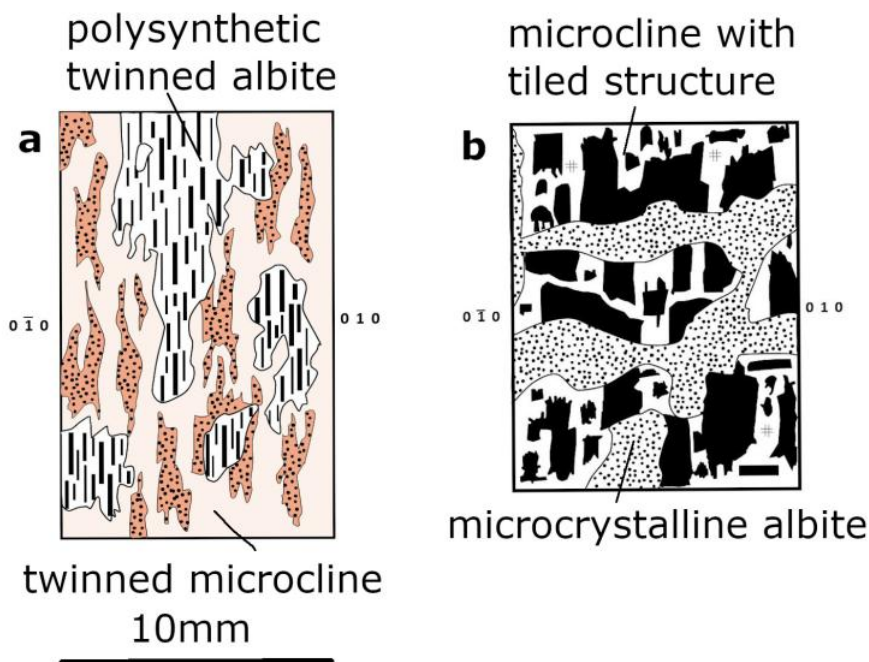 polysynthetic
twinned albite
a
0 1̅ 0
0 1 0
twinned microcline
10mm
microcline with
tiled structure
b
0 1̅ 0
0 1 0
microcrystalline albite